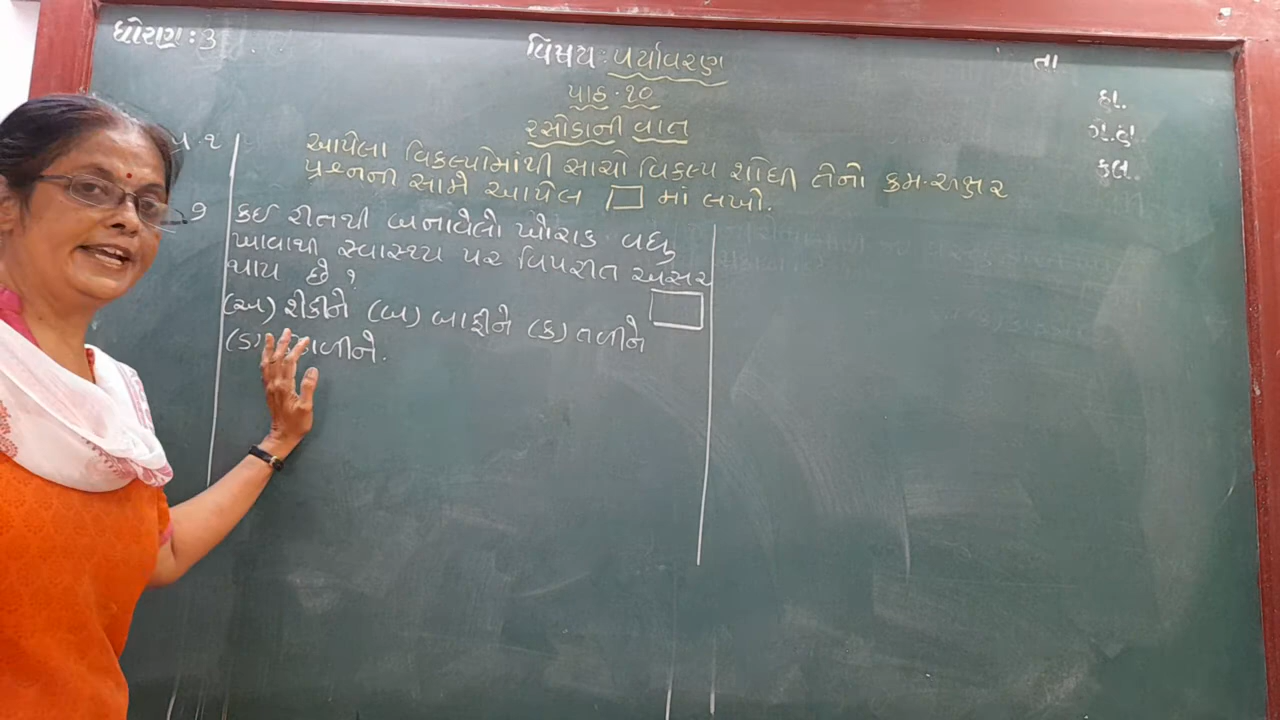 ધોરણ : ૩
વિષય : પર્યાવરણ
તા
પાઠ - ૧૦
હા.
રસોડાની વાત
ગે.હા.
કુલ.
પ્ર. ૧ આપેલા વિકલ્પોમાંથી સાચો વિકલ્પ શોધી તેનો ક્રમ-અક્ષર
પ્રશ્નની સામે આપેલ માં લખો.
૧ કઈ રીતથી બનાવેલો ખોરાક વધુ
ખાવાથી સ્વાસ્થ્ય પર વિપરીત અસર
થાય છે ?
(અ) શેકીને (બ) બાફીને (ક) તળીને
(ડ)